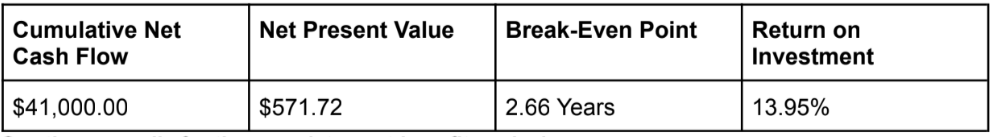 Cumulative Net Cash Flow Net Present Value Break-Even Point Return on Investment
$41,000.00 $571.72 2.66 Years 13.95%